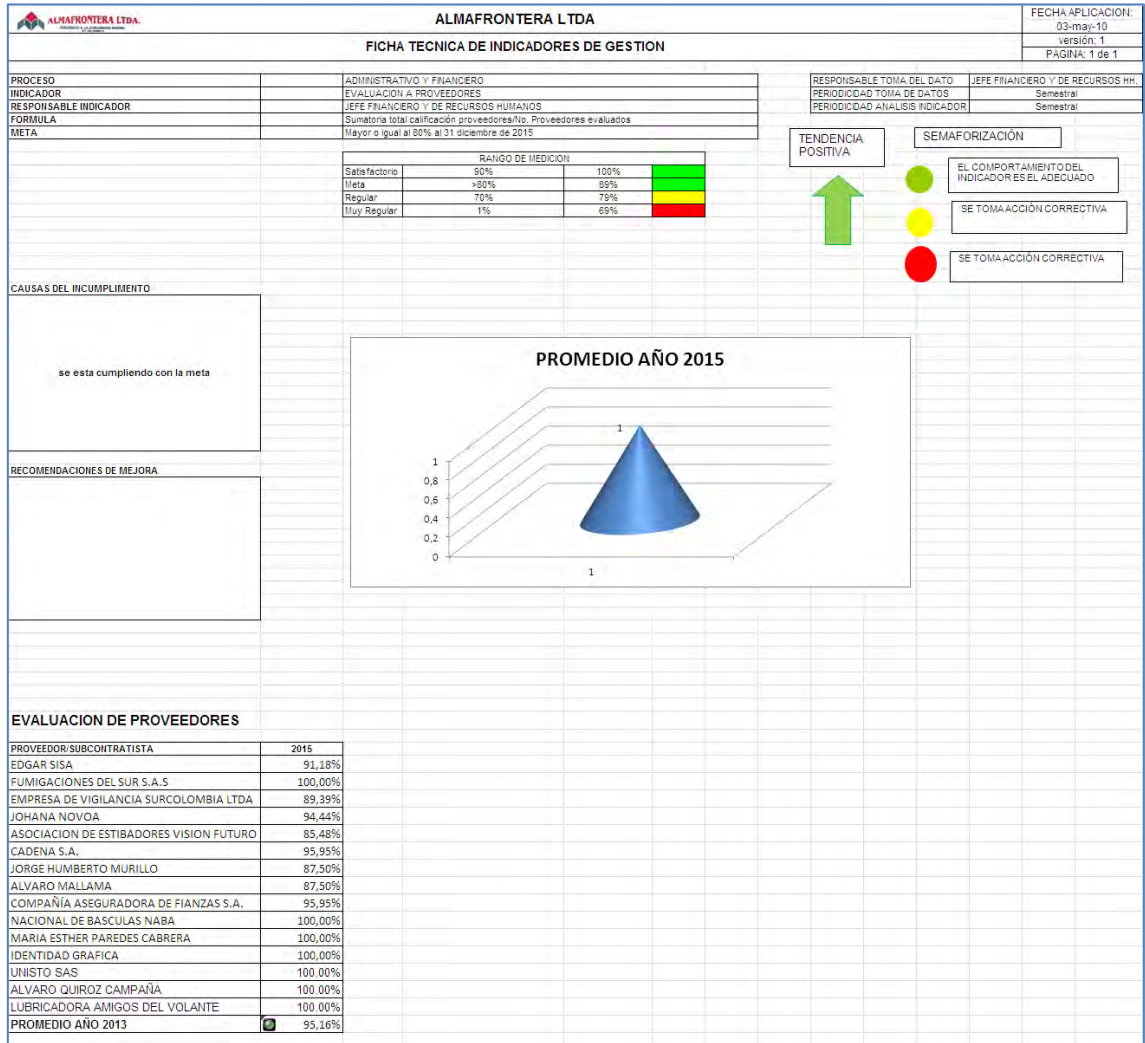 ALMAFRONTERA LTDA.
ALMAFRONTERA LTDA
FICHA TECNICA DE INDICADORES DE GESTION
FECHA APLICACION:
03-may-10
versión: 1
PAGINA: 1 de 1
PROCESO ADMINISTRATIVO Y FINANCIERO
INDICADOR EVALUACION A PROVEEDORES
RESPONSABLE INDICADOR JEFE FINANCIERO Y DE RECURSOS HUMANOS
FORMULA Sumatoria total calificación proveedores/No. Proveedores evaluados
META Mayor o igual al 80% al 31 diciembre de 2015
RESPONSABLE TOMA DEL DATO JEFE FINANCIERO Y DE RECURSOS HH.
PERIODICIDAD TOMA DE DATOS Semestral
PERIODICIDAD ANALISIS INDICADOR Semestral
RANGO DE MEDICION
Satisfactorio 90% 100%
Meta >80% 89%
Regular 70% 79%
Muy Regular 1% 69%
TENDENCIA
POSITIVA
SEMAFORIZACIÓN
EL COMPORTAMIENTO DEL
INDICADOR ES EL ADECUADO
SE TOMA ACCIÓN CORRECTIVA
SE TOMA ACCIÓN CORRECTIVA
CAUSAS DEL INCUMPLIMENTO
se esta cumpliendo con la meta
RECOMENDACIONES DE MEJORA
PROMEDIO AÑO 2015
1
1
0,8
0,6
0,4
0,2
0
1
EVALUACION DE PROVEEDORES
PROVEEDOR/SUBCONTRATISTA 2015
EDGAR SISA 91,18%
FUMIGACIONES DEL SUR S.A.S 100,00%
EMPRESA DE VIGILANCIA SURCOLOMBIA LTDA 89,39%
JOHANA NOVOA 94,44%
ASOCIACION DE ESTIBADORES VISION FUTURO 85,48%
CADENA S.A. 95,95%
JORGE HUMBERTO MURILLO 87,50%
ALVARO MALLAMA 87,50%
COMPAÑÍA ASEGURADORA DE FIANZAS S.A. 95,95%
NACIONAL DE BASCULAS NABA 100,00%
MARIA ESTHER PAREDES CABRERA 100,00%
IDENTIDAD GRAFICA 100,00%
UNISTO SAS 100.00%
ALVARO QUIROZ CAMPAÑA 100.00%
LUBRICADORA AMIGOS DEL VOLANTE 100.00%
PROMEDIO AÑO 2013 95,16%